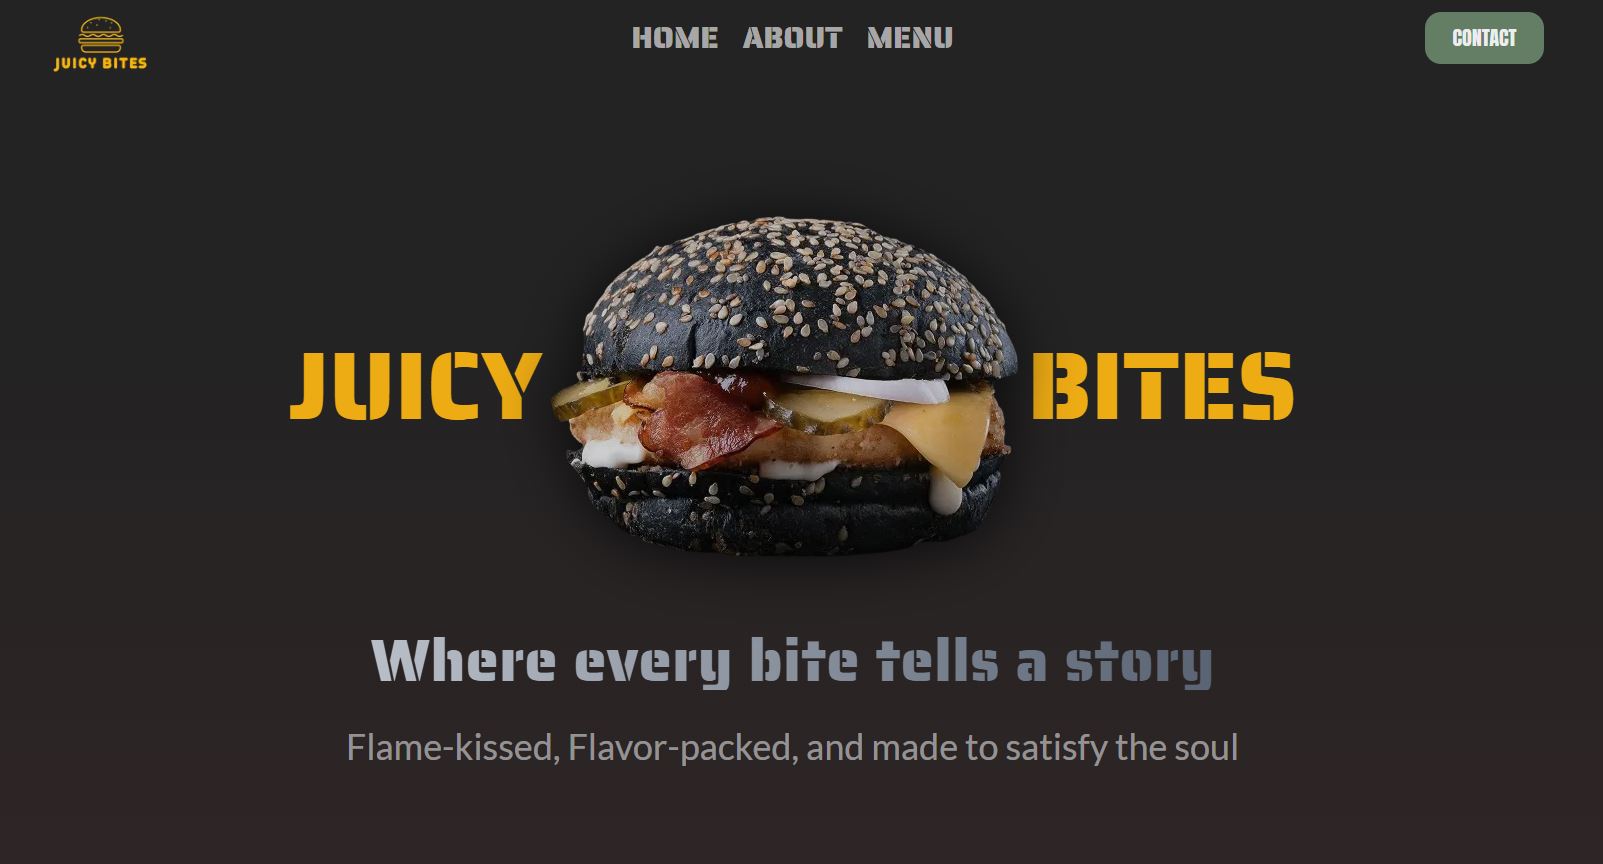 JUICY BITES
HOME ABOUT MENU
CONTACT
JUICY BITES
Where every bite tells a story
Flame-kissed, Flavor-packed, and made to satisfy the soul